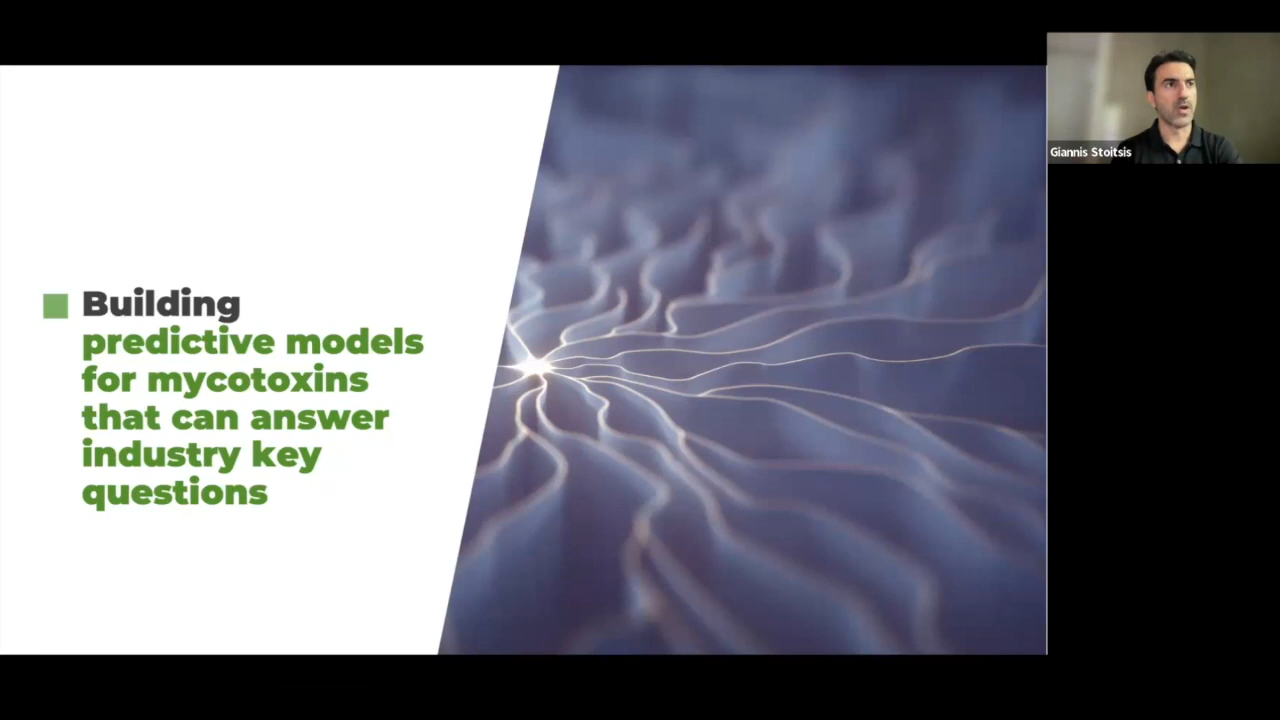 Building
predictive models
for mycotoxins
that can answer
industry key
questions
Giannis Stoitsis